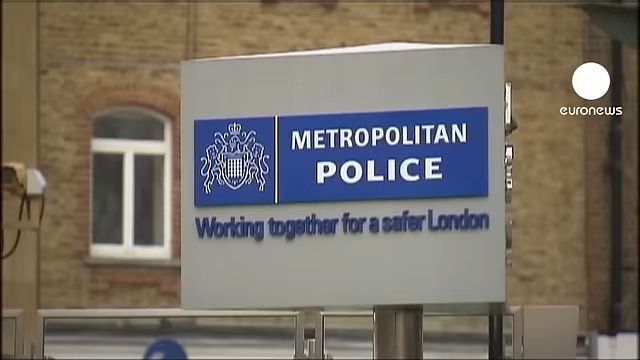 METROPOLITAN
POLICE
Working together for a safer London
euronews